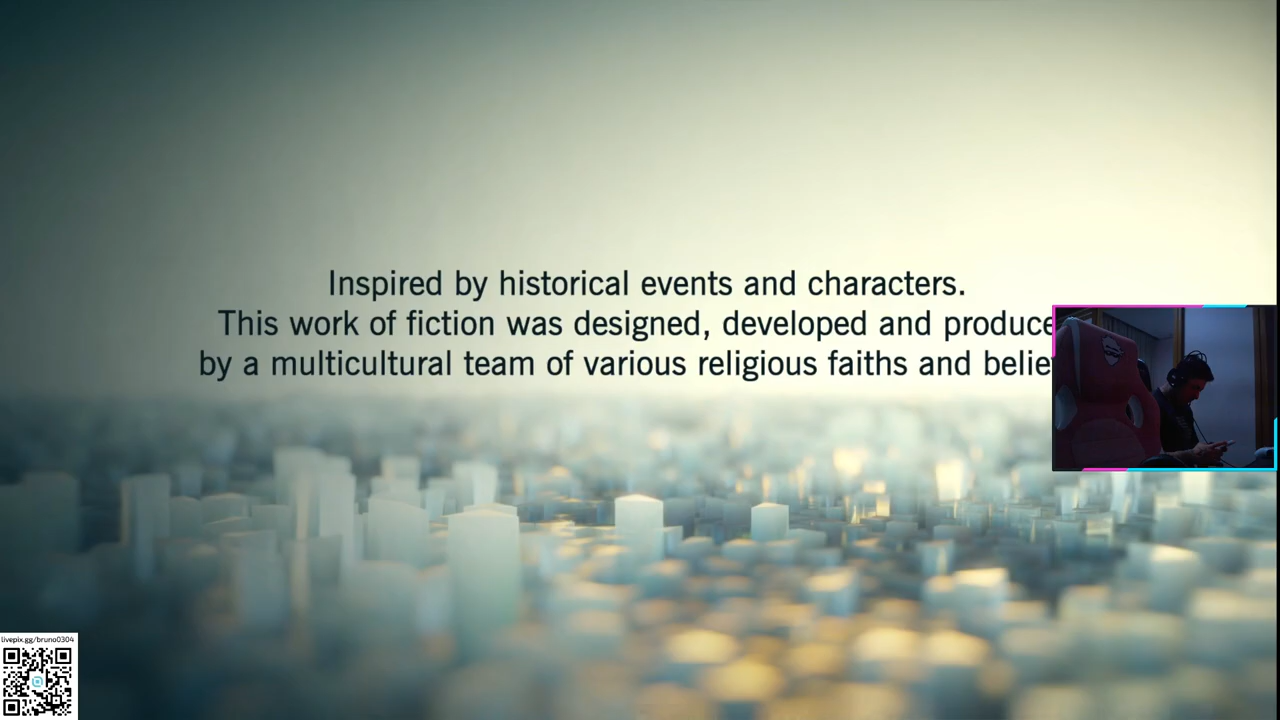 Inspired by historical events and characters.
This work of fiction was designed, developed and produce
by a multicultural team of various religious faiths and belie
livepix.gg/bruno0304